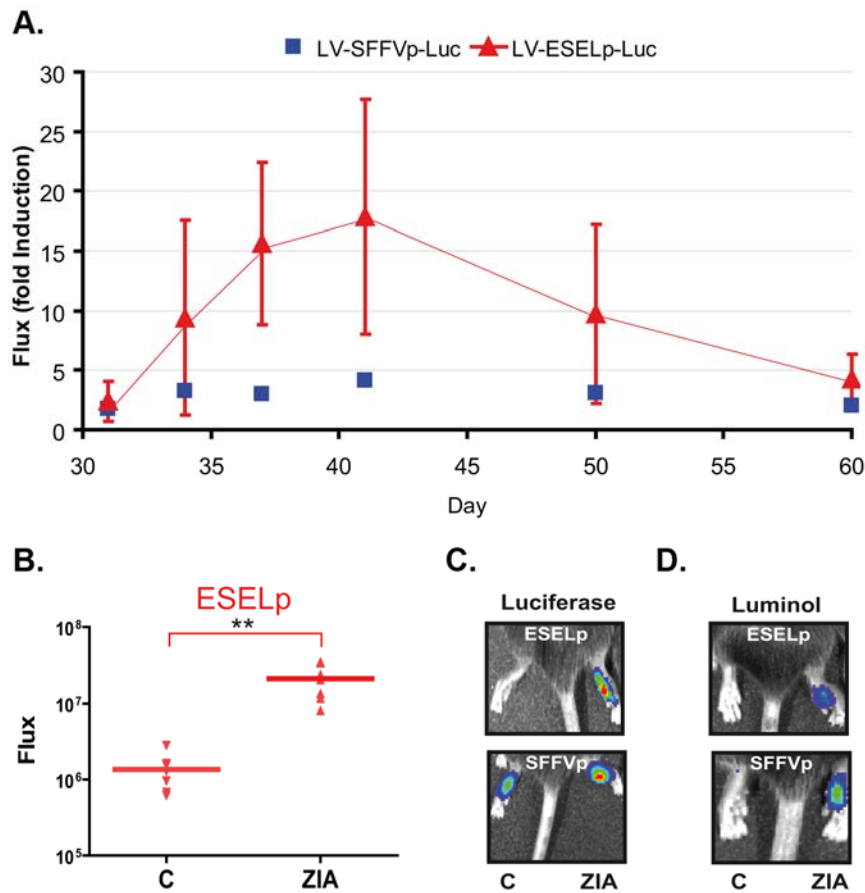 A.
LV-SFFVp-Luc LV-ESELp-Luc
Flux (fold Induction)
30
25
20
15
10
5
0
30 35 40 45 50 55 60
Day
B.
ESELp
**
Flux
10⁸
10⁷
10⁶
10⁵
C ZIA
C.
Luciferase
ESELp
SFFVp
C ZIA
D.
Luminol
ESELp
SFFVp
C ZIA